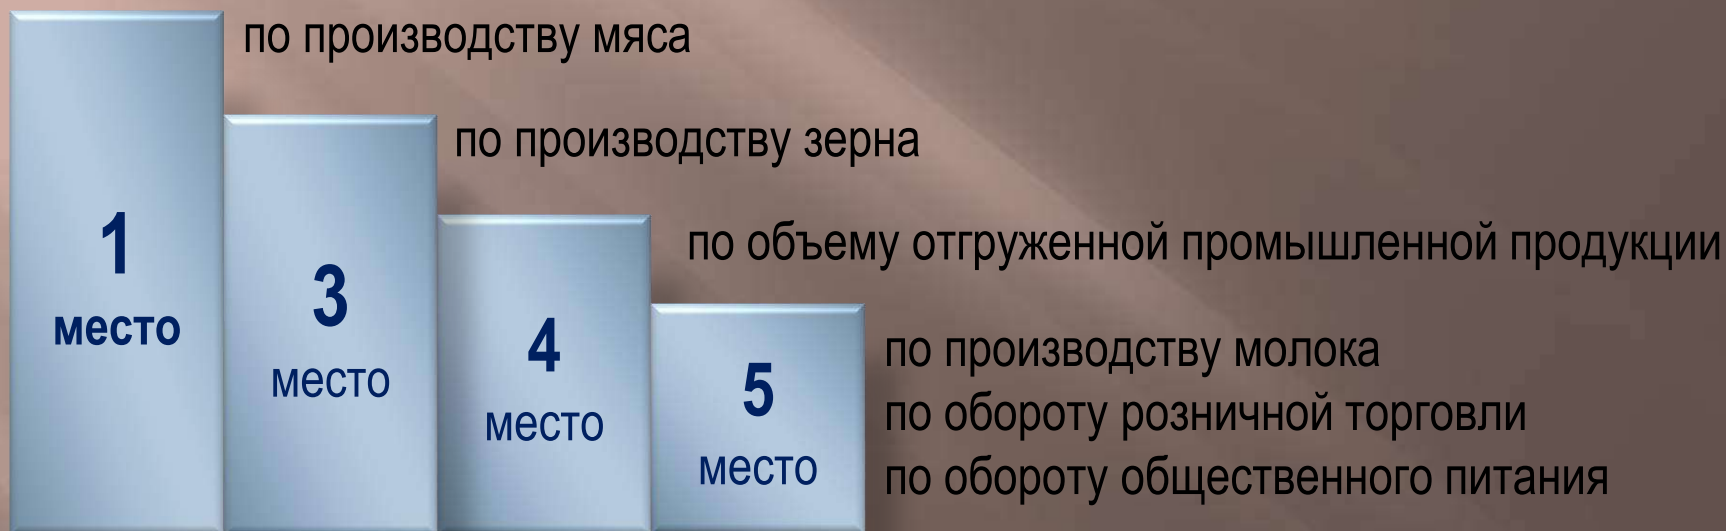 по производству мяса
1
место
по производству зерна
3
место
по объему отгруженной промышленной продукции
4
место
по производству молока
по обороту розничной торговли
по обороту общественного питания
5
место